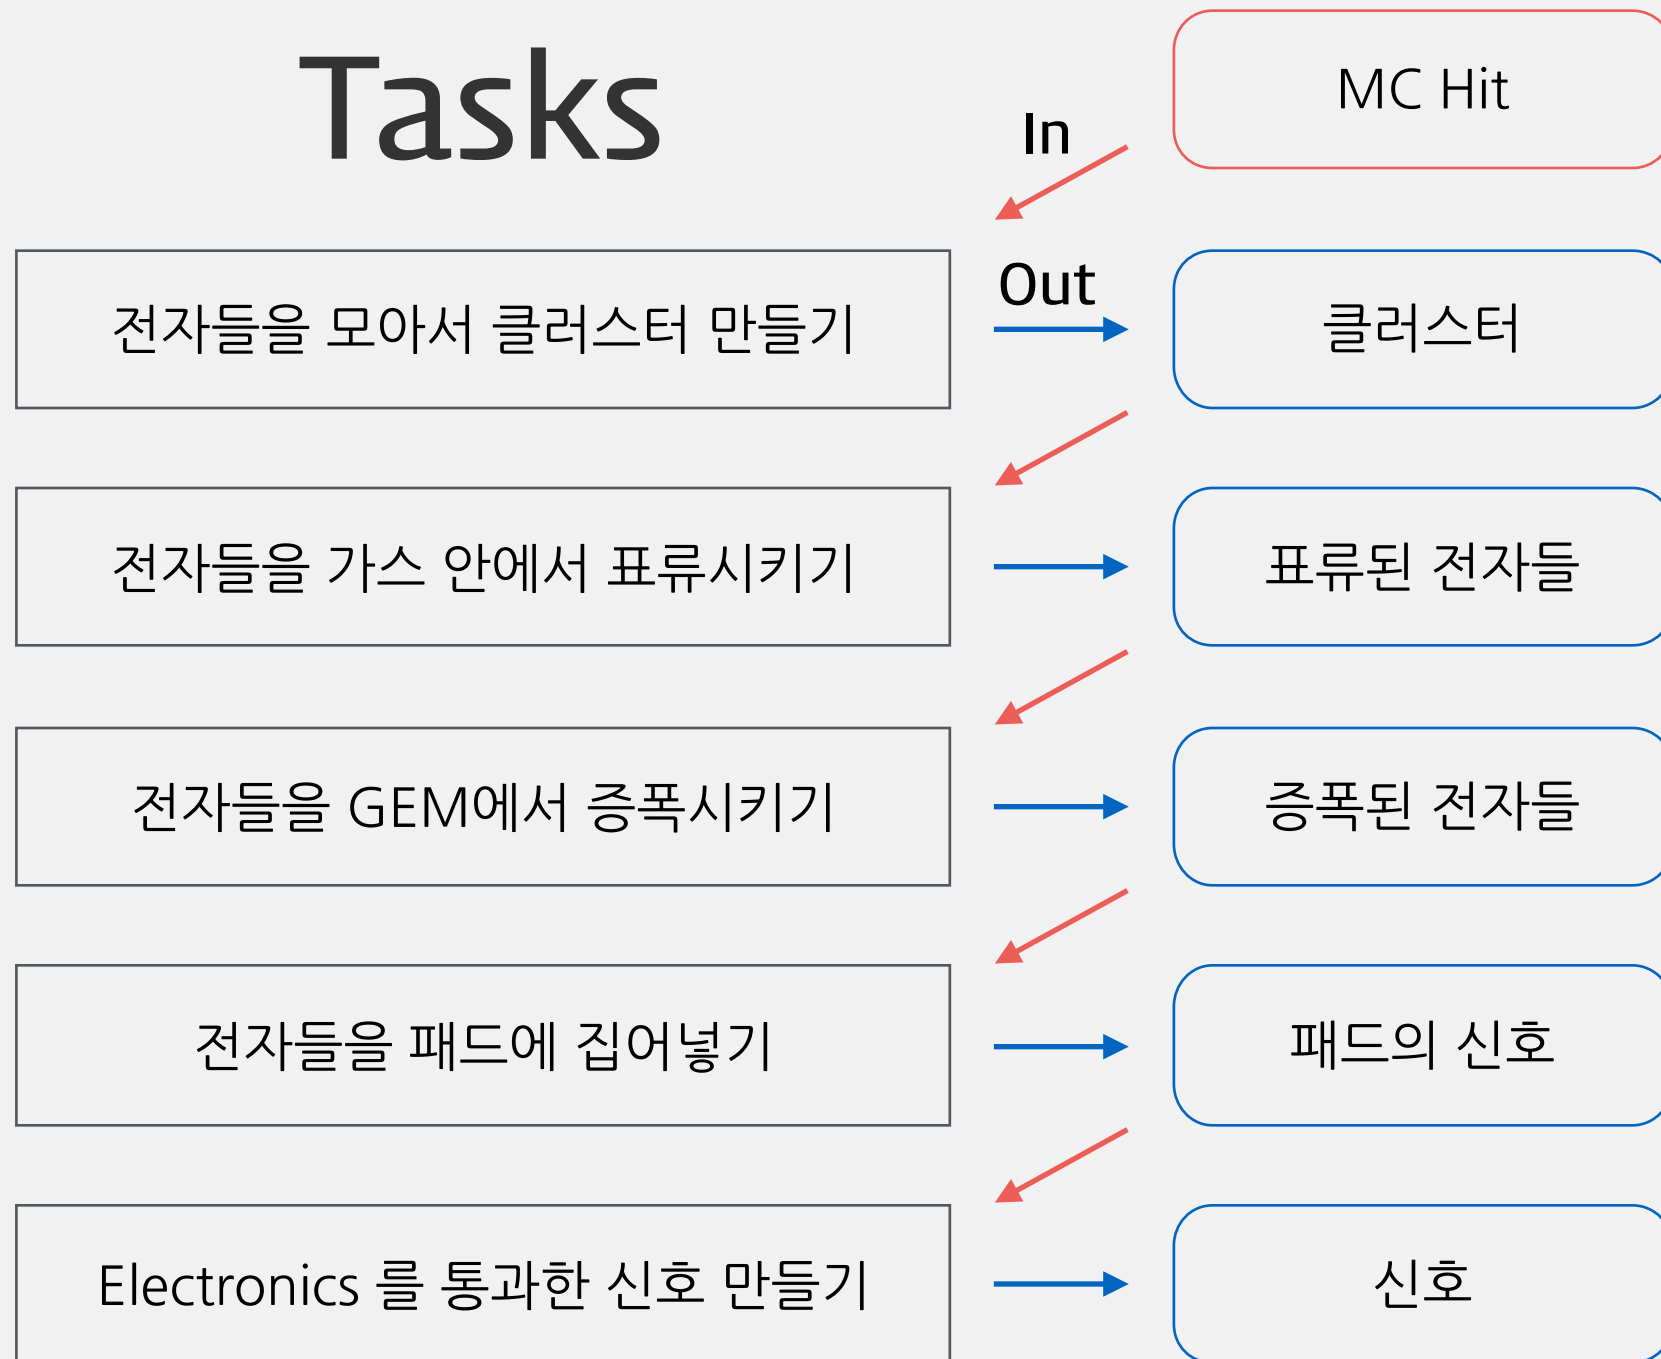 Tasks
In
MC Hit
전자들을 모아서 클러스터 만들기
Out
클러스터
전자들을 가스 안에서 표류시키기
표류된 전자들
전자들을 GEM에서 증폭시키기
증폭된 전자들
전자들을 패드에 집어넣기
패드의 신호
Electronics 를 통과한 신호 만들기
신호